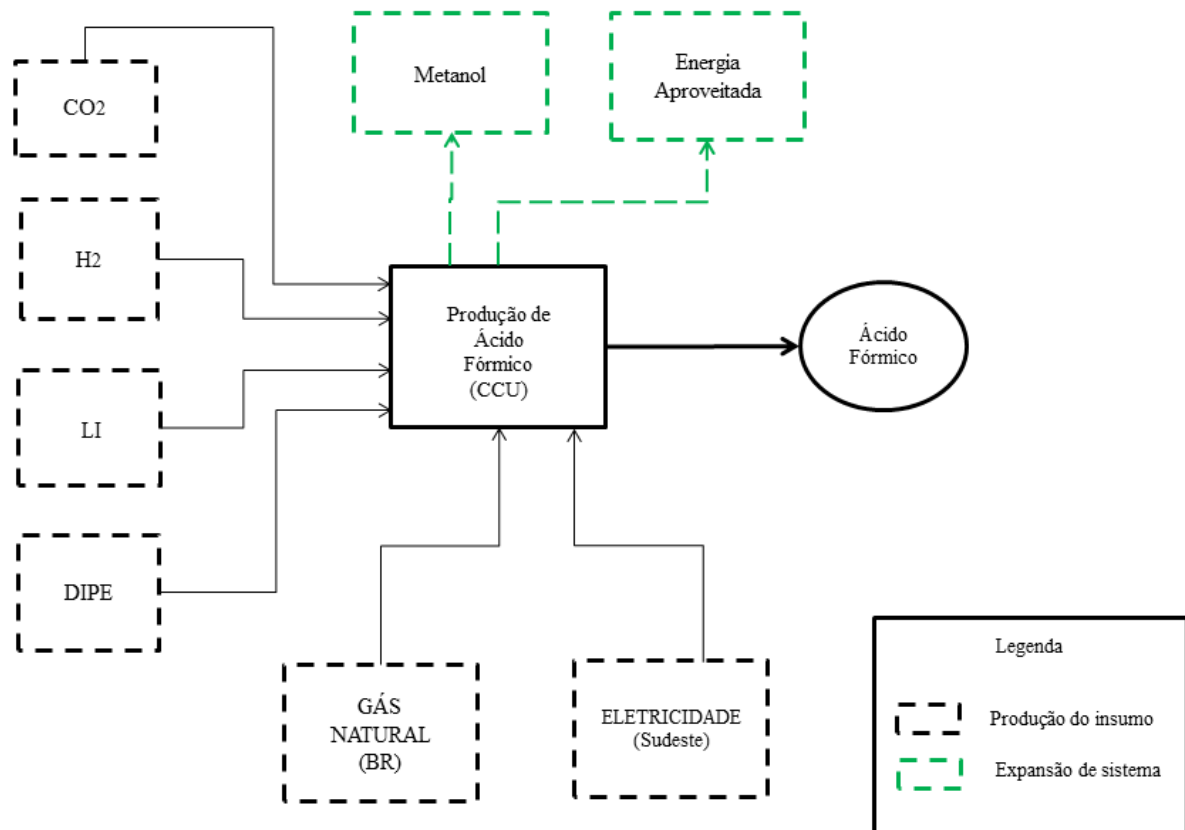 CO2
Metanol
Energia
Aproveitada
H2
Produção de
Ácido
Fórmico
(CCU)
Ácido
Fórmico
LI
DIPE
GÁS
NATURAL
(BR)
ELETRICIDADE
(Sudeste)
Legenda
Produção do insumo
Expansão de sistema